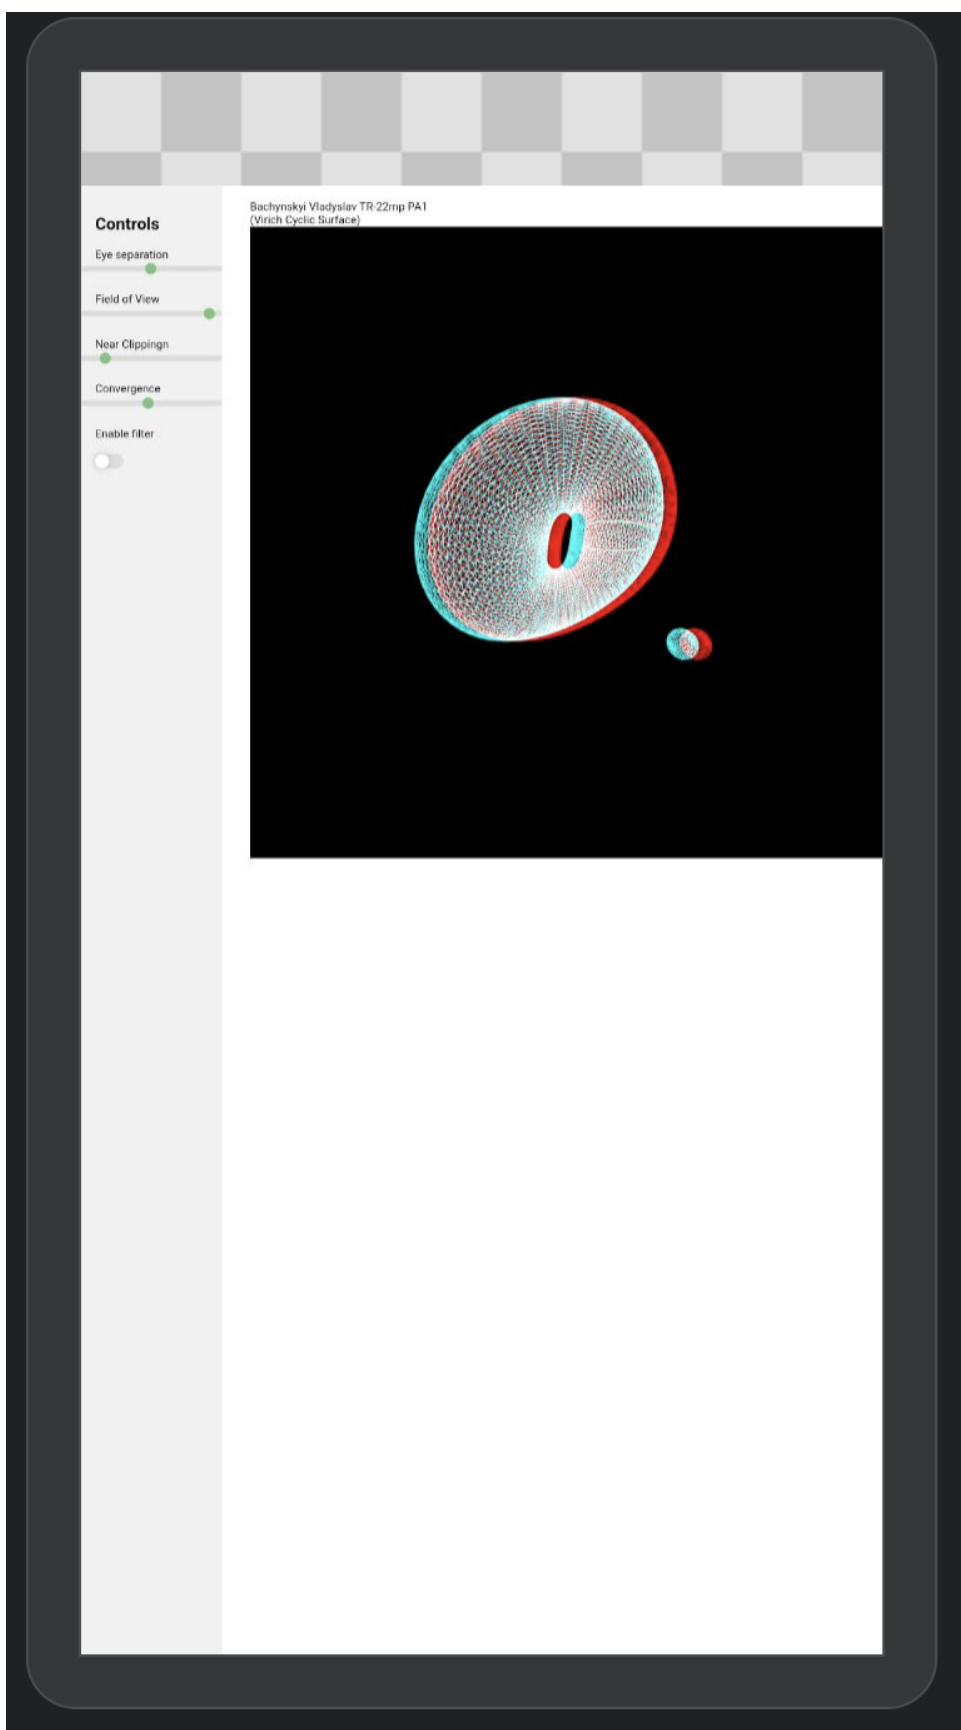 Controls
Eye separation
Field of View
Near Clippingn
Convergence
Enable filter
Bachynskyi Vladyslav TR-22mp PA1
(Virich Cyclic Surface)